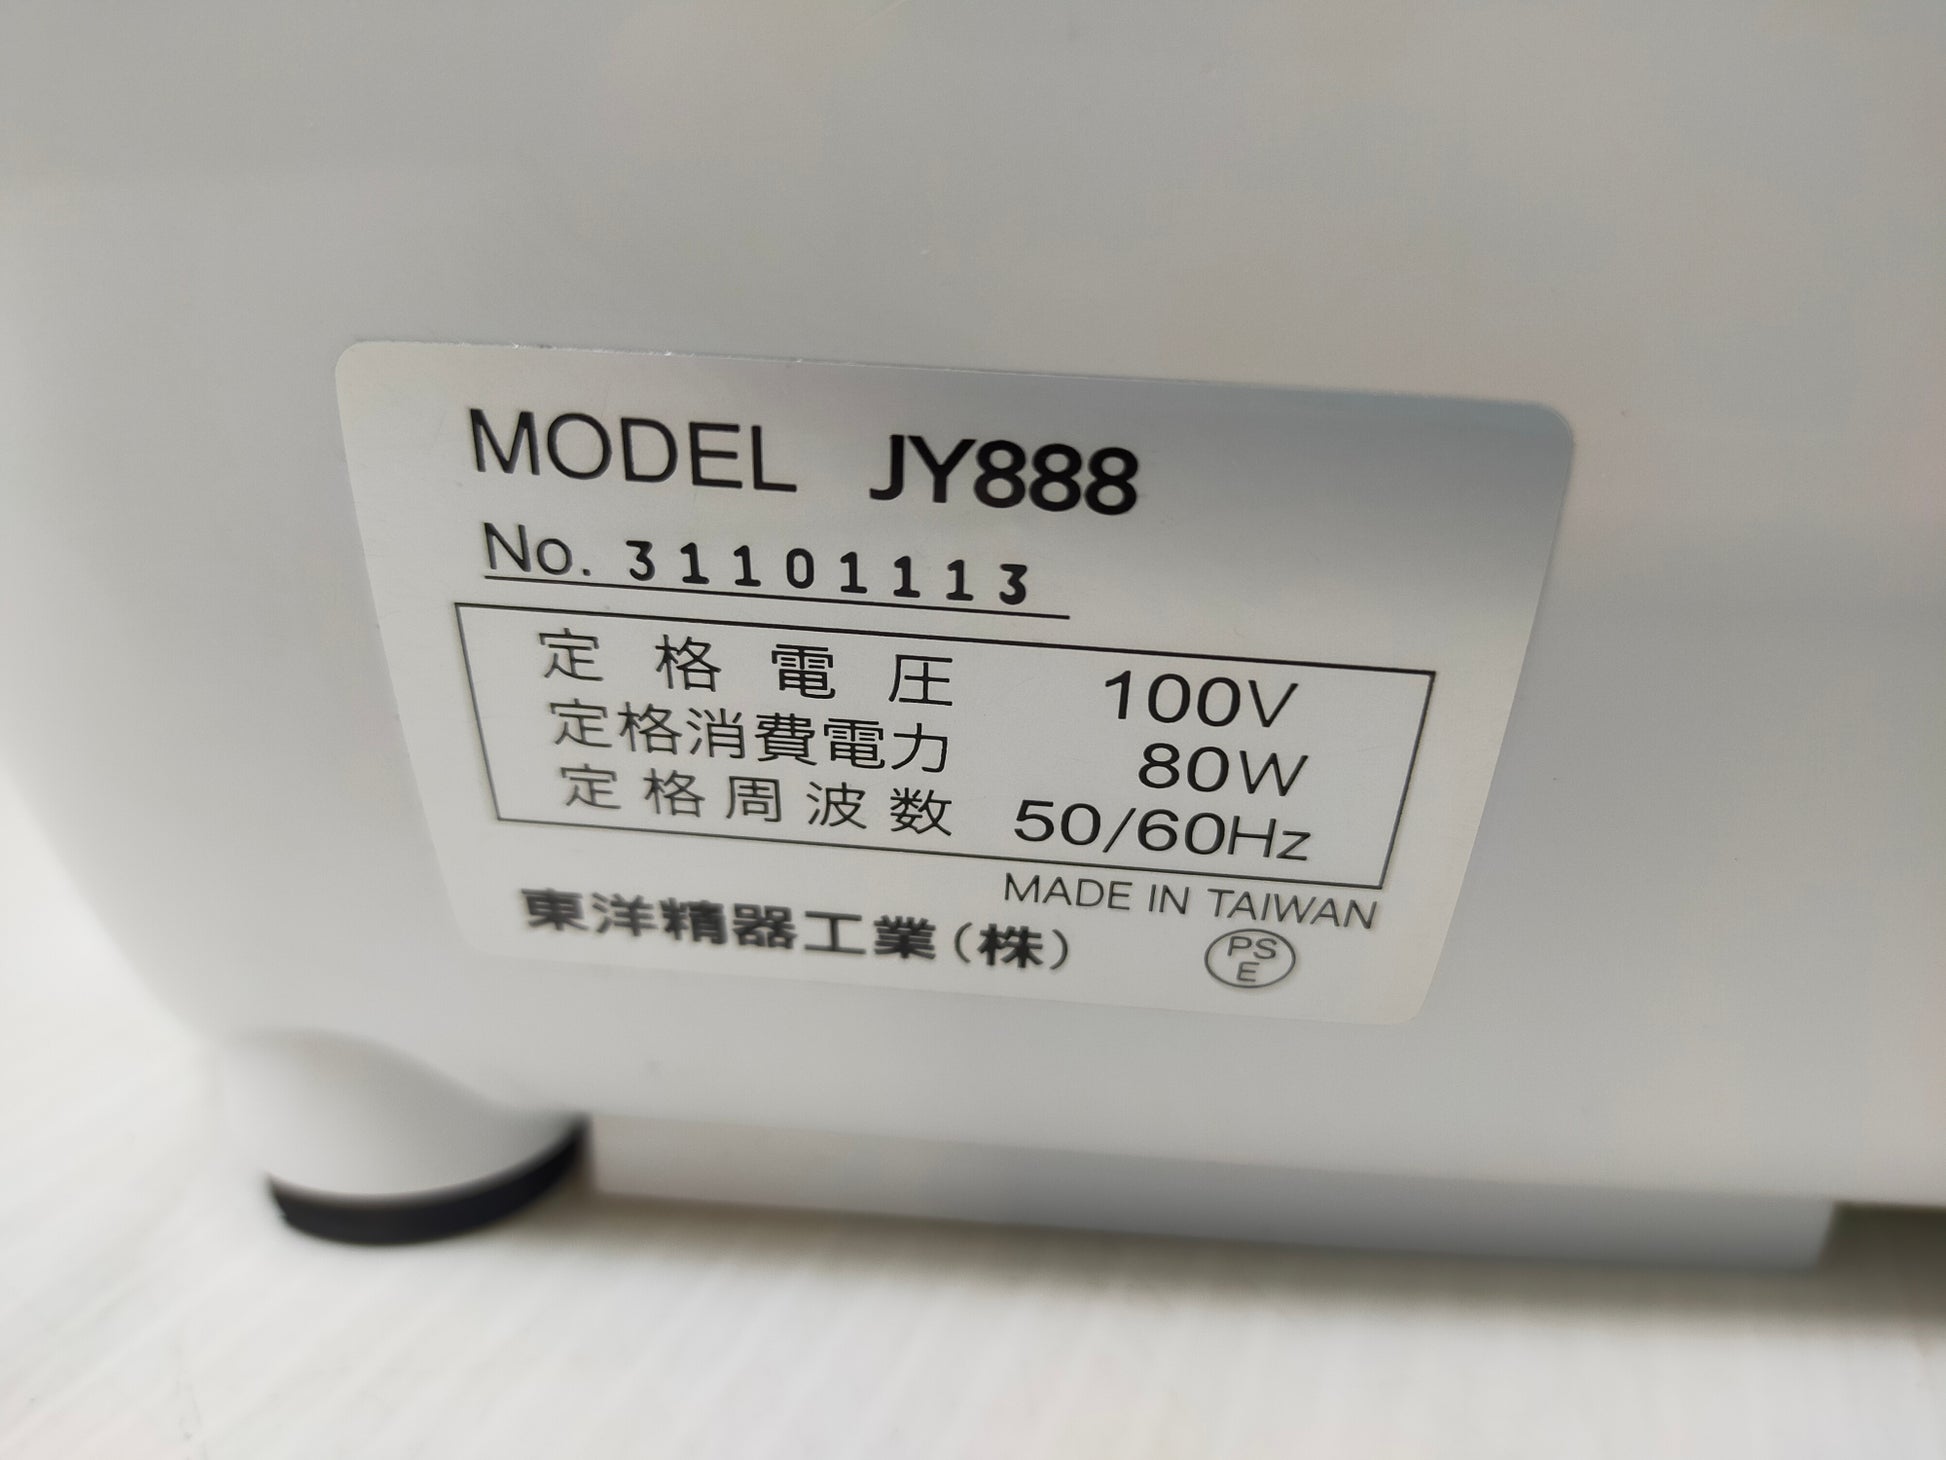 MODEL JY888
No. 31101113
定格電圧 100V
定格消費電力 80W
定格周波数 50/60Hz
MADE IN TAIWAN
東洋精器工業(株)
PS
E